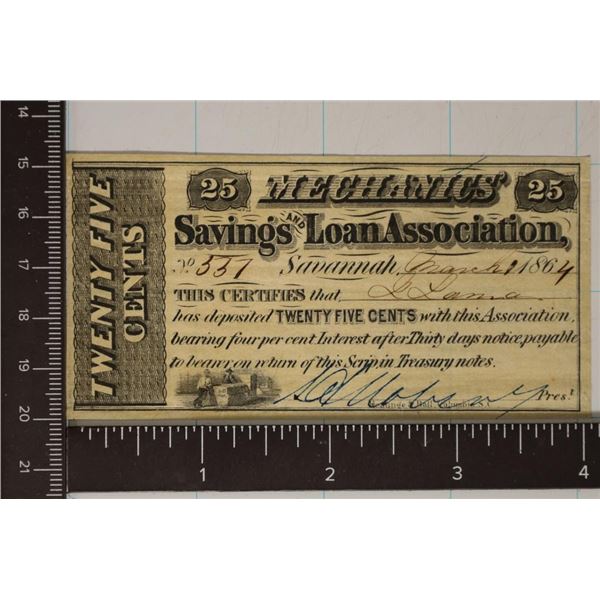 25 MECHANICS' 25
Savings AND Loan Association,
No 551 Savannah, March 9 1864
THIS CERTIFIES that
has deposited TWENTY FIVE CENTS with this Association,
bearing four per cent Interest after Thirty days notice, payable
to bearer on return of this Scrip in Treasury notes.
Pres!
TWENTY FIVE
CENTS
14
15
16
17
18
19
20
21
1 2 3 4